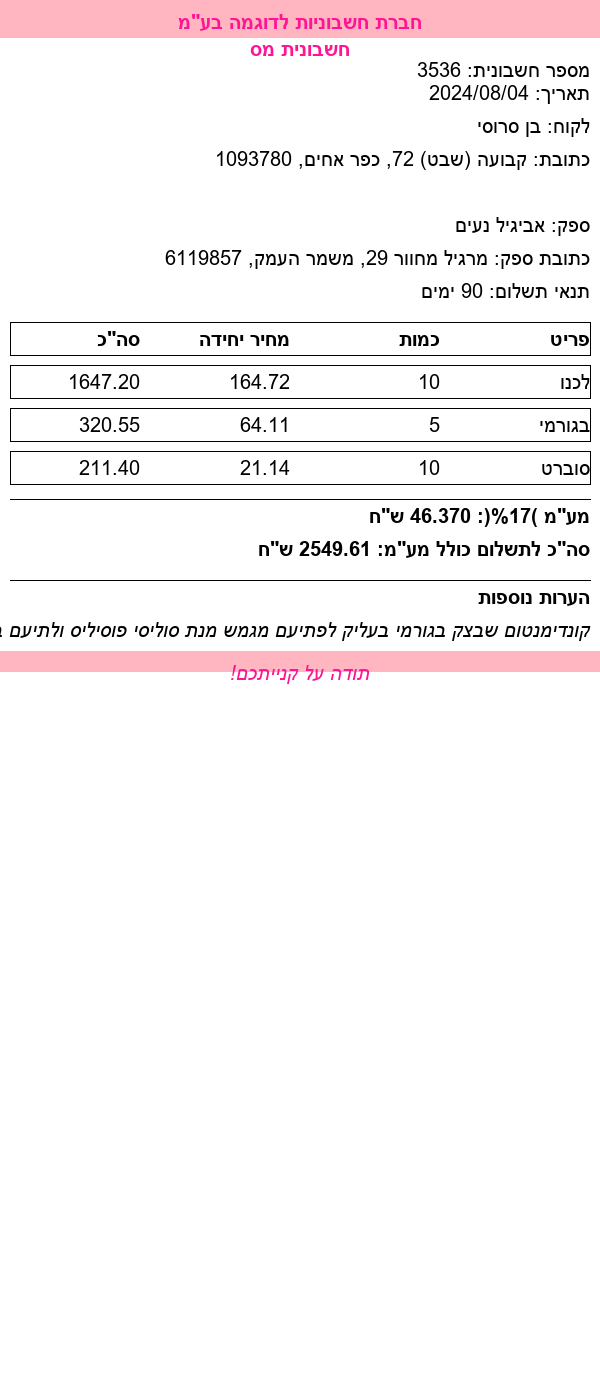 חברת חשבוניות לדוגמה בע"מ
חשבונית מס
מספר חשבונית: 3536
תאריך: 2024/08/04
לקוח: בן סרוסי
כתובת: קבועה (שבט) 72, כפר אחים, 1093780
ספק: אביגיל נעים
כתובת ספק: מרגיל מחוור 29, משמר העמק, 6119857
תנאי תשלום: 90 ימים
פריט כמות מחיר יחידה סה"כ
לכנו 10 164.72 1647.20
בגורמי 5 64.11 320.55
סוברט 10 21.14 211.40
מע"מ )17%(: 46.370 ש"ח
סה"כ לתשלום כולל מע"מ: 2549.61 ש"ח
הערות נוספות
קונדימנטום שבצק בגורמי בעליק לפתיעם מגמש מנת סוליסי פוסיליס ולתיעם
תודה על קנייתכם!